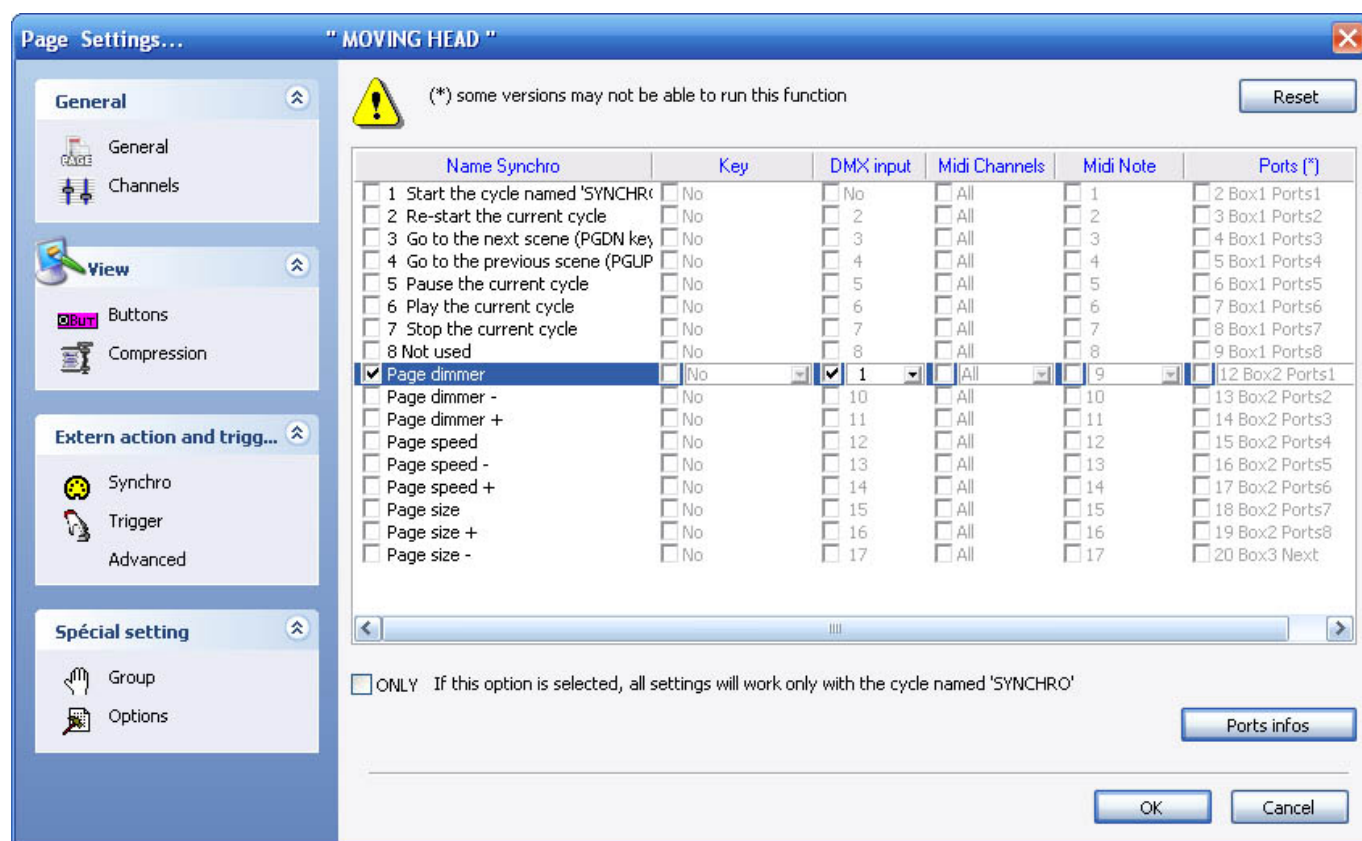 Page Settings... " MOVING HEAD "
General
General
Channels
View
Buttons
Compression
Extern action and trigg...
Synchro
Trigger
Advanced
Spécial setting
Group
Options
(*) some versions may not be able to run this function
Reset
Name Synchro Key DMX input Midi Channels Midi Note Ports (*)
1 Start the cycle named 'SYNCHR( No No All 1 2 Box1 Ports1
2 Re-start the current cycle No 2 All 2 3 Box1 Ports2
3 Go to the next scene (PGDN key No 3 All 3 4 Box1 Ports3
4 Go to the previous scene (PGUP No 4 All 4 5 Box1 Ports4
5 Pause the current cycle No 5 All 5 6 Box1 Ports5
6 Play the current cycle No 6 All 6 7 Box1 Ports6
7 Stop the current cycle No 7 All 7 8 Box1 Ports7
8 Not used No 8 All 8 9 Box1 Ports8
Page dimmer No 1 All 9 12 Box2 Ports1
Page dimmer - No 10 All 10 13 Box2 Ports2
Page dimmer + No 11 All 11 14 Box2 Ports3
Page speed No 12 All 12 15 Box2 Ports4
Page speed - No 13 All 13 16 Box2 Ports5
Page speed + No 14 All 14 17 Box2 Ports6
Page size No 15 All 15 18 Box2 Ports7
Page size + No 16 All 16 19 Box2 Ports8
Page size - No 17 All 17 20 Box3 Next
ONLY If this option is selected, all settings will work only with the cycle named 'SYNCHRO'
Ports infos
OK Cancel
PAGE
BUT